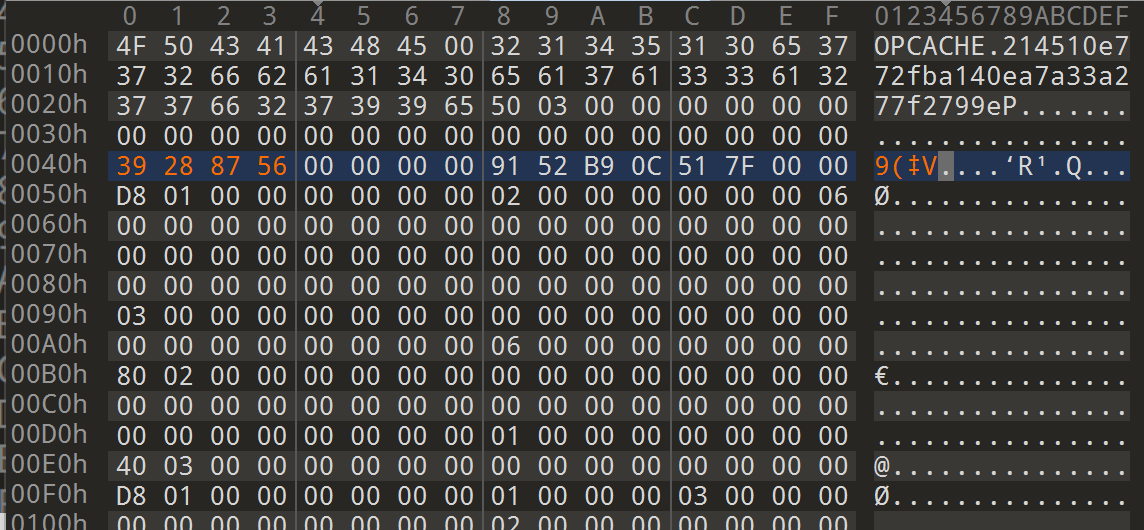 0 1 2 3 4 5 6 7 8 9 A B C D E F 0123456789ABCDEF
0000h 4F 50 43 41 43 48 45 00 32 31 34 35 31 30 65 37 OPCACHE.214510e7
0010h 37 32 66 62 61 31 34 30 65 61 37 61 33 33 61 32 72fba140ea7a33a2
0020h 37 37 66 32 37 39 39 65 50 03 00 00 00 00 00 00 77f2799eP.......
0030h 00 00 00 00 00 00 00 00 00 00 00 00 00 00 00 00 ................
0040h 39 28 87 56 00 00 00 00 91 52 B9 0C 51 7F 00 00 9(‡V....‘R¹.Q...
0050h D8 01 00 00 00 00 00 00 02 00 00 00 00 00 00 06 Ø...............
0060h 00 00 00 00 00 00 00 00 00 00 00 00 00 00 00 00 ................
0070h 00 00 00 00 00 00 00 00 00 00 00 00 00 00 00 00 ................
0080h 00 00 00 00 00 00 00 00 00 00 00 00 00 00 00 00 ................
0090h 03 00 00 00 00 00 00 00 00 00 00 00 00 00 00 00 ................
00A0h 00 00 00 00 00 00 00 00 06 00 00 00 00 00 00 00 ................
00B0h 80 02 00 00 00 00 00 00 00 00 00 00 00 00 00 00 €...............
00C0h 00 00 00 00 00 00 00 00 00 00 00 00 00 00 00 00 ................
00D0h 00 00 00 00 00 00 00 00 01 00 00 00 00 00 00 00 ................
00E0h 40 03 00 00 00 00 00 00 00 00 00 00 00 00 00 00 @...............
00F0h D8 01 00 00 00 00 00 00 01 00 00 00 03 00 00 00 Ø...............
0100h 00 00 00 00 00 00 00 00 02 00 00 00 00 00 00 00 ................